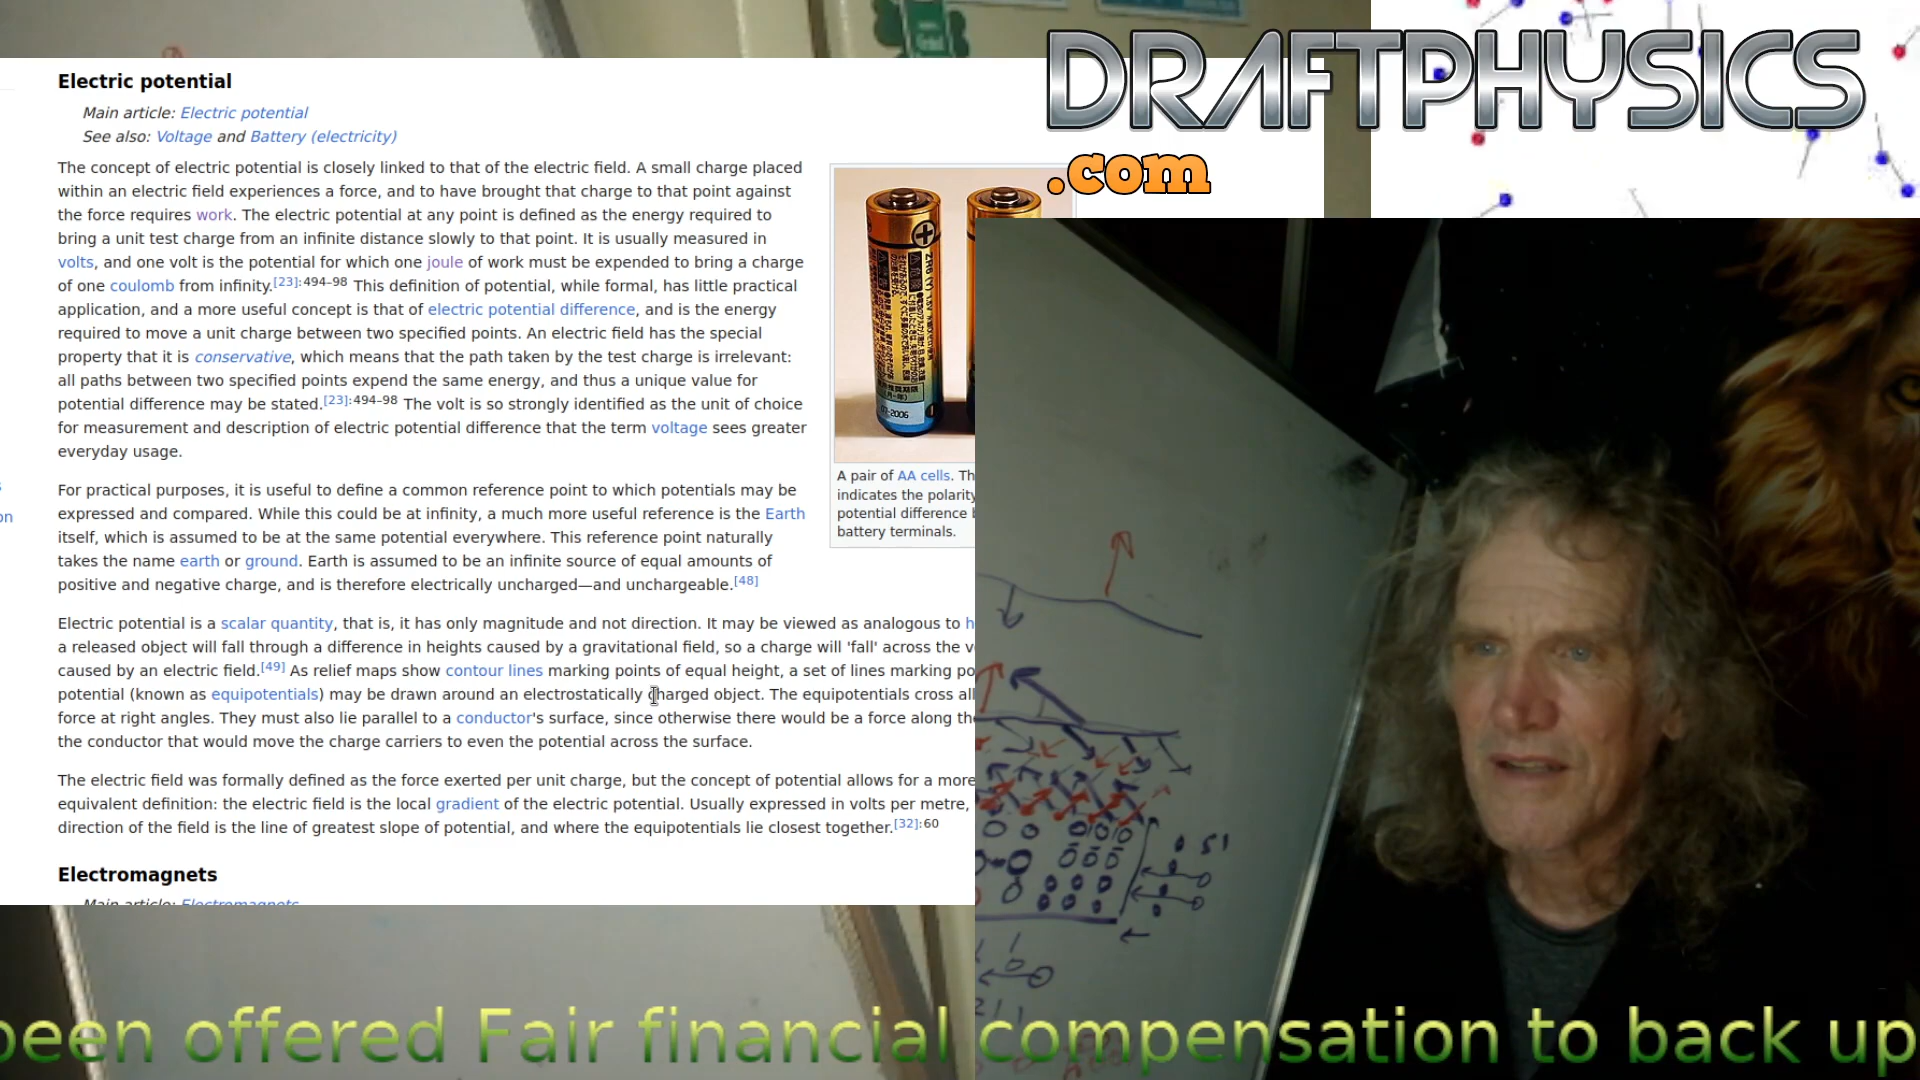 DRAFTPHYSICS
.com
Electric potential
Main article: Electric potential
See also: Voltage and Battery (electricity)
The concept of electric potential is closely linked to that of the electric field. A small charge placed
within an electric field experiences a force, and to have brought that charge to that point against
the force requires work. The electric potential at any point is defined as the energy required to
bring a unit test charge from an infinite distance slowly to that point. It is usually measured in
volts, and one volt is the potential for which one joule of work must be expended to bring a charge
of one coulomb from infinity.[23]:494–98 This definition of potential, while formal, has little practical
application, and a more useful concept is that of electric potential difference, and is the energy
required to move a unit charge between two specified points. An electric field has the special
property that it is conservative, which means that the path taken by the test charge is irrelevant:
all paths between two specified points expend the same energy, and thus a unique value for
potential difference may be stated.[23]:494–98 The volt is so strongly identified as the unit of choice
for measurement and description of electric potential difference that the term voltage sees greater
everyday usage.
A pair of AA cells. Th
indicates the polarity
potential difference b
battery terminals.
For practical purposes, it is useful to define a common reference point to which potentials may be
expressed and compared. While this could be at infinity, a much more useful reference is the Earth
itself, which is assumed to be at the same potential everywhere. This reference point naturally
takes the name earth or ground. Earth is assumed to be an infinite source of equal amounts of
positive and negative charge, and is therefore electrically uncharged—and unchargeable.[48]
Electric potential is a scalar quantity, that is, it has only magnitude and not direction. It may be viewed as analogous to h
a released object will fall through a difference in heights caused by a gravitational field, so a charge will 'fall' across the v
caused by an electric field.[49] As relief maps show contour lines marking points of equal height, a set of lines marking po
potential (known as equipotentials) may be drawn around an electrostatically charged object. The equipotentials cross all
force at right angles. They must also lie parallel to a conductor's surface, since otherwise there would be a force along the
the conductor that would move the charge carriers to even the potential across the surface.
The electric field was formally defined as the force exerted per unit charge, but the concept of potential allows for a more
equivalent definition: the electric field is the local gradient of the electric potential. Usually expressed in volts per metre,
direction of the field is the line of greatest slope of potential, and where the equipotentials lie closest together.[32]:60
Electromagnets
Main article: Electromagnets
on
been offered Fair financial compensation to back up